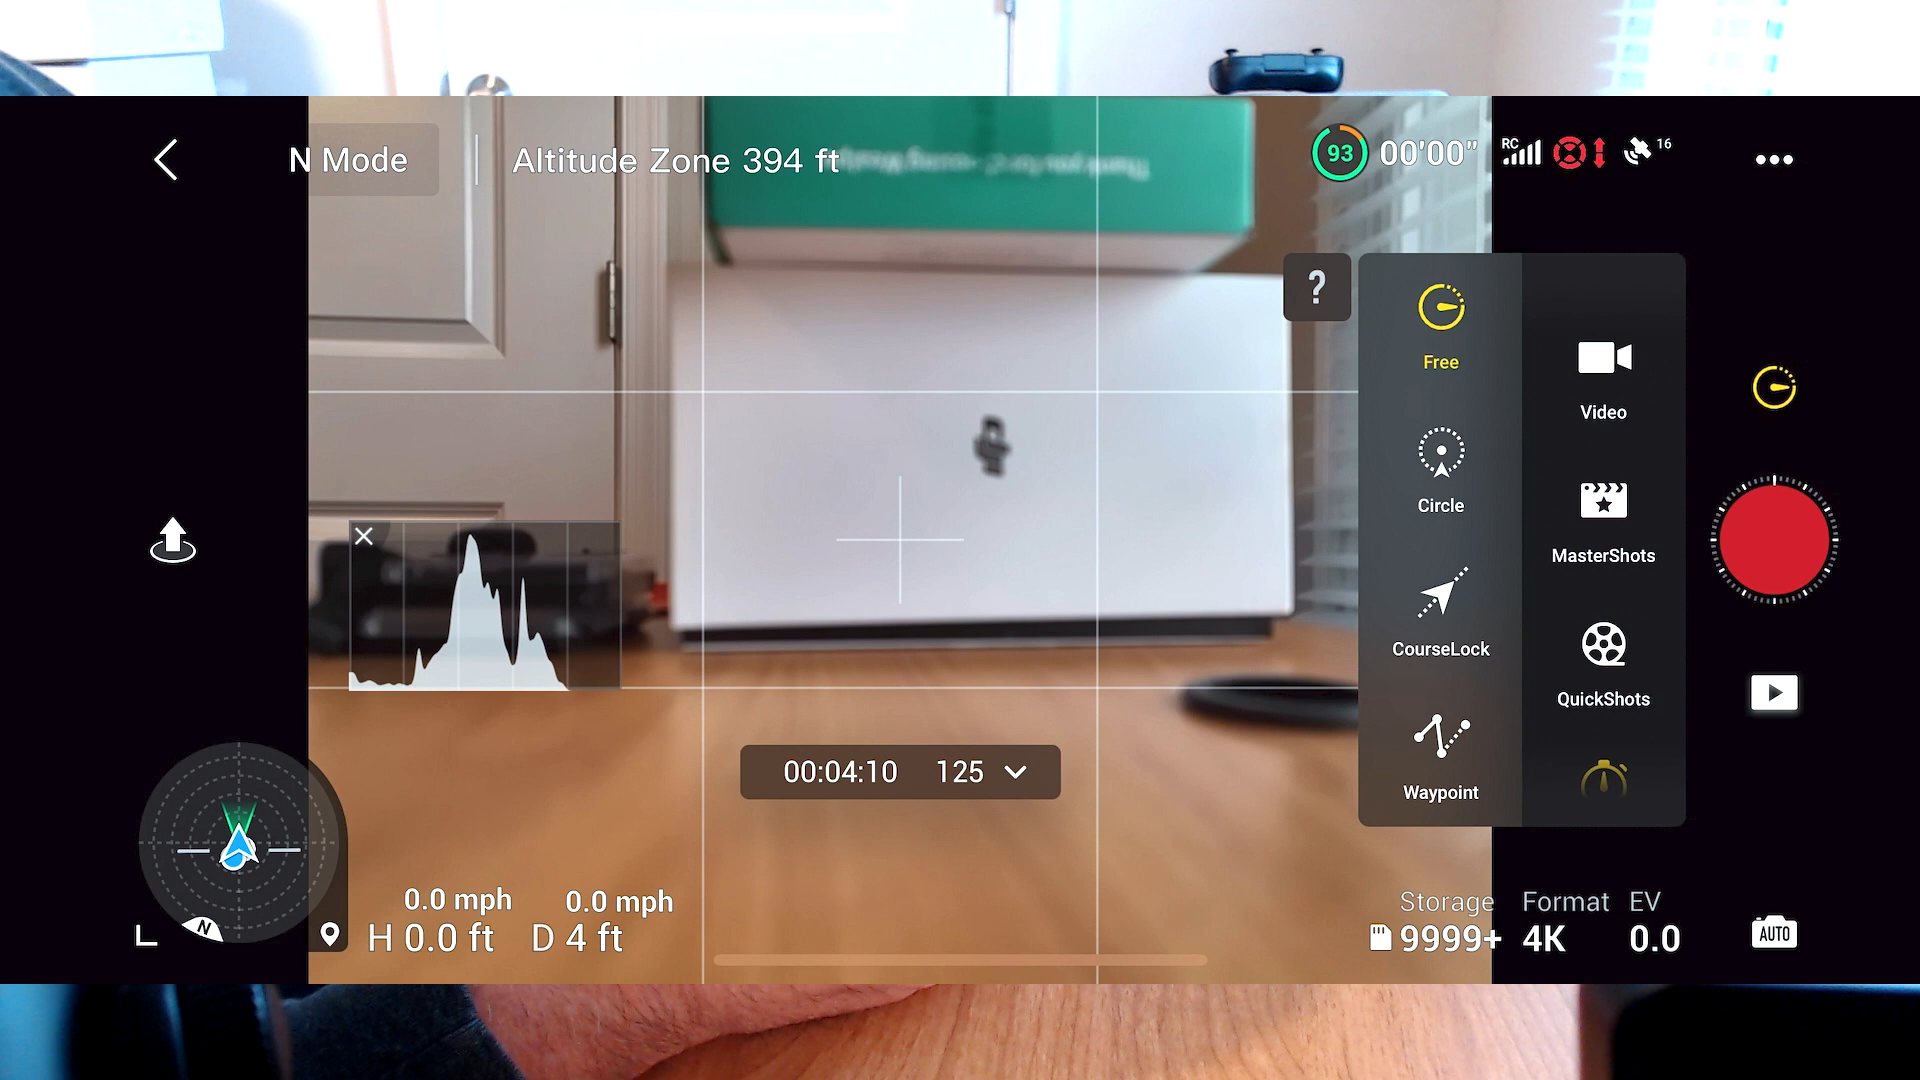 N Mode
Altitude Zone 394 ft
93
00'00"
RC
16
?
Free
Video
Circle
MasterShots
CourseLock
QuickShots
Waypoint
00:04:10 125
N
0.0 mph 0.0 mph
H 0.0 ft D 4 ft
Storage Format EV
9999+ 4K 0.0
AUTO